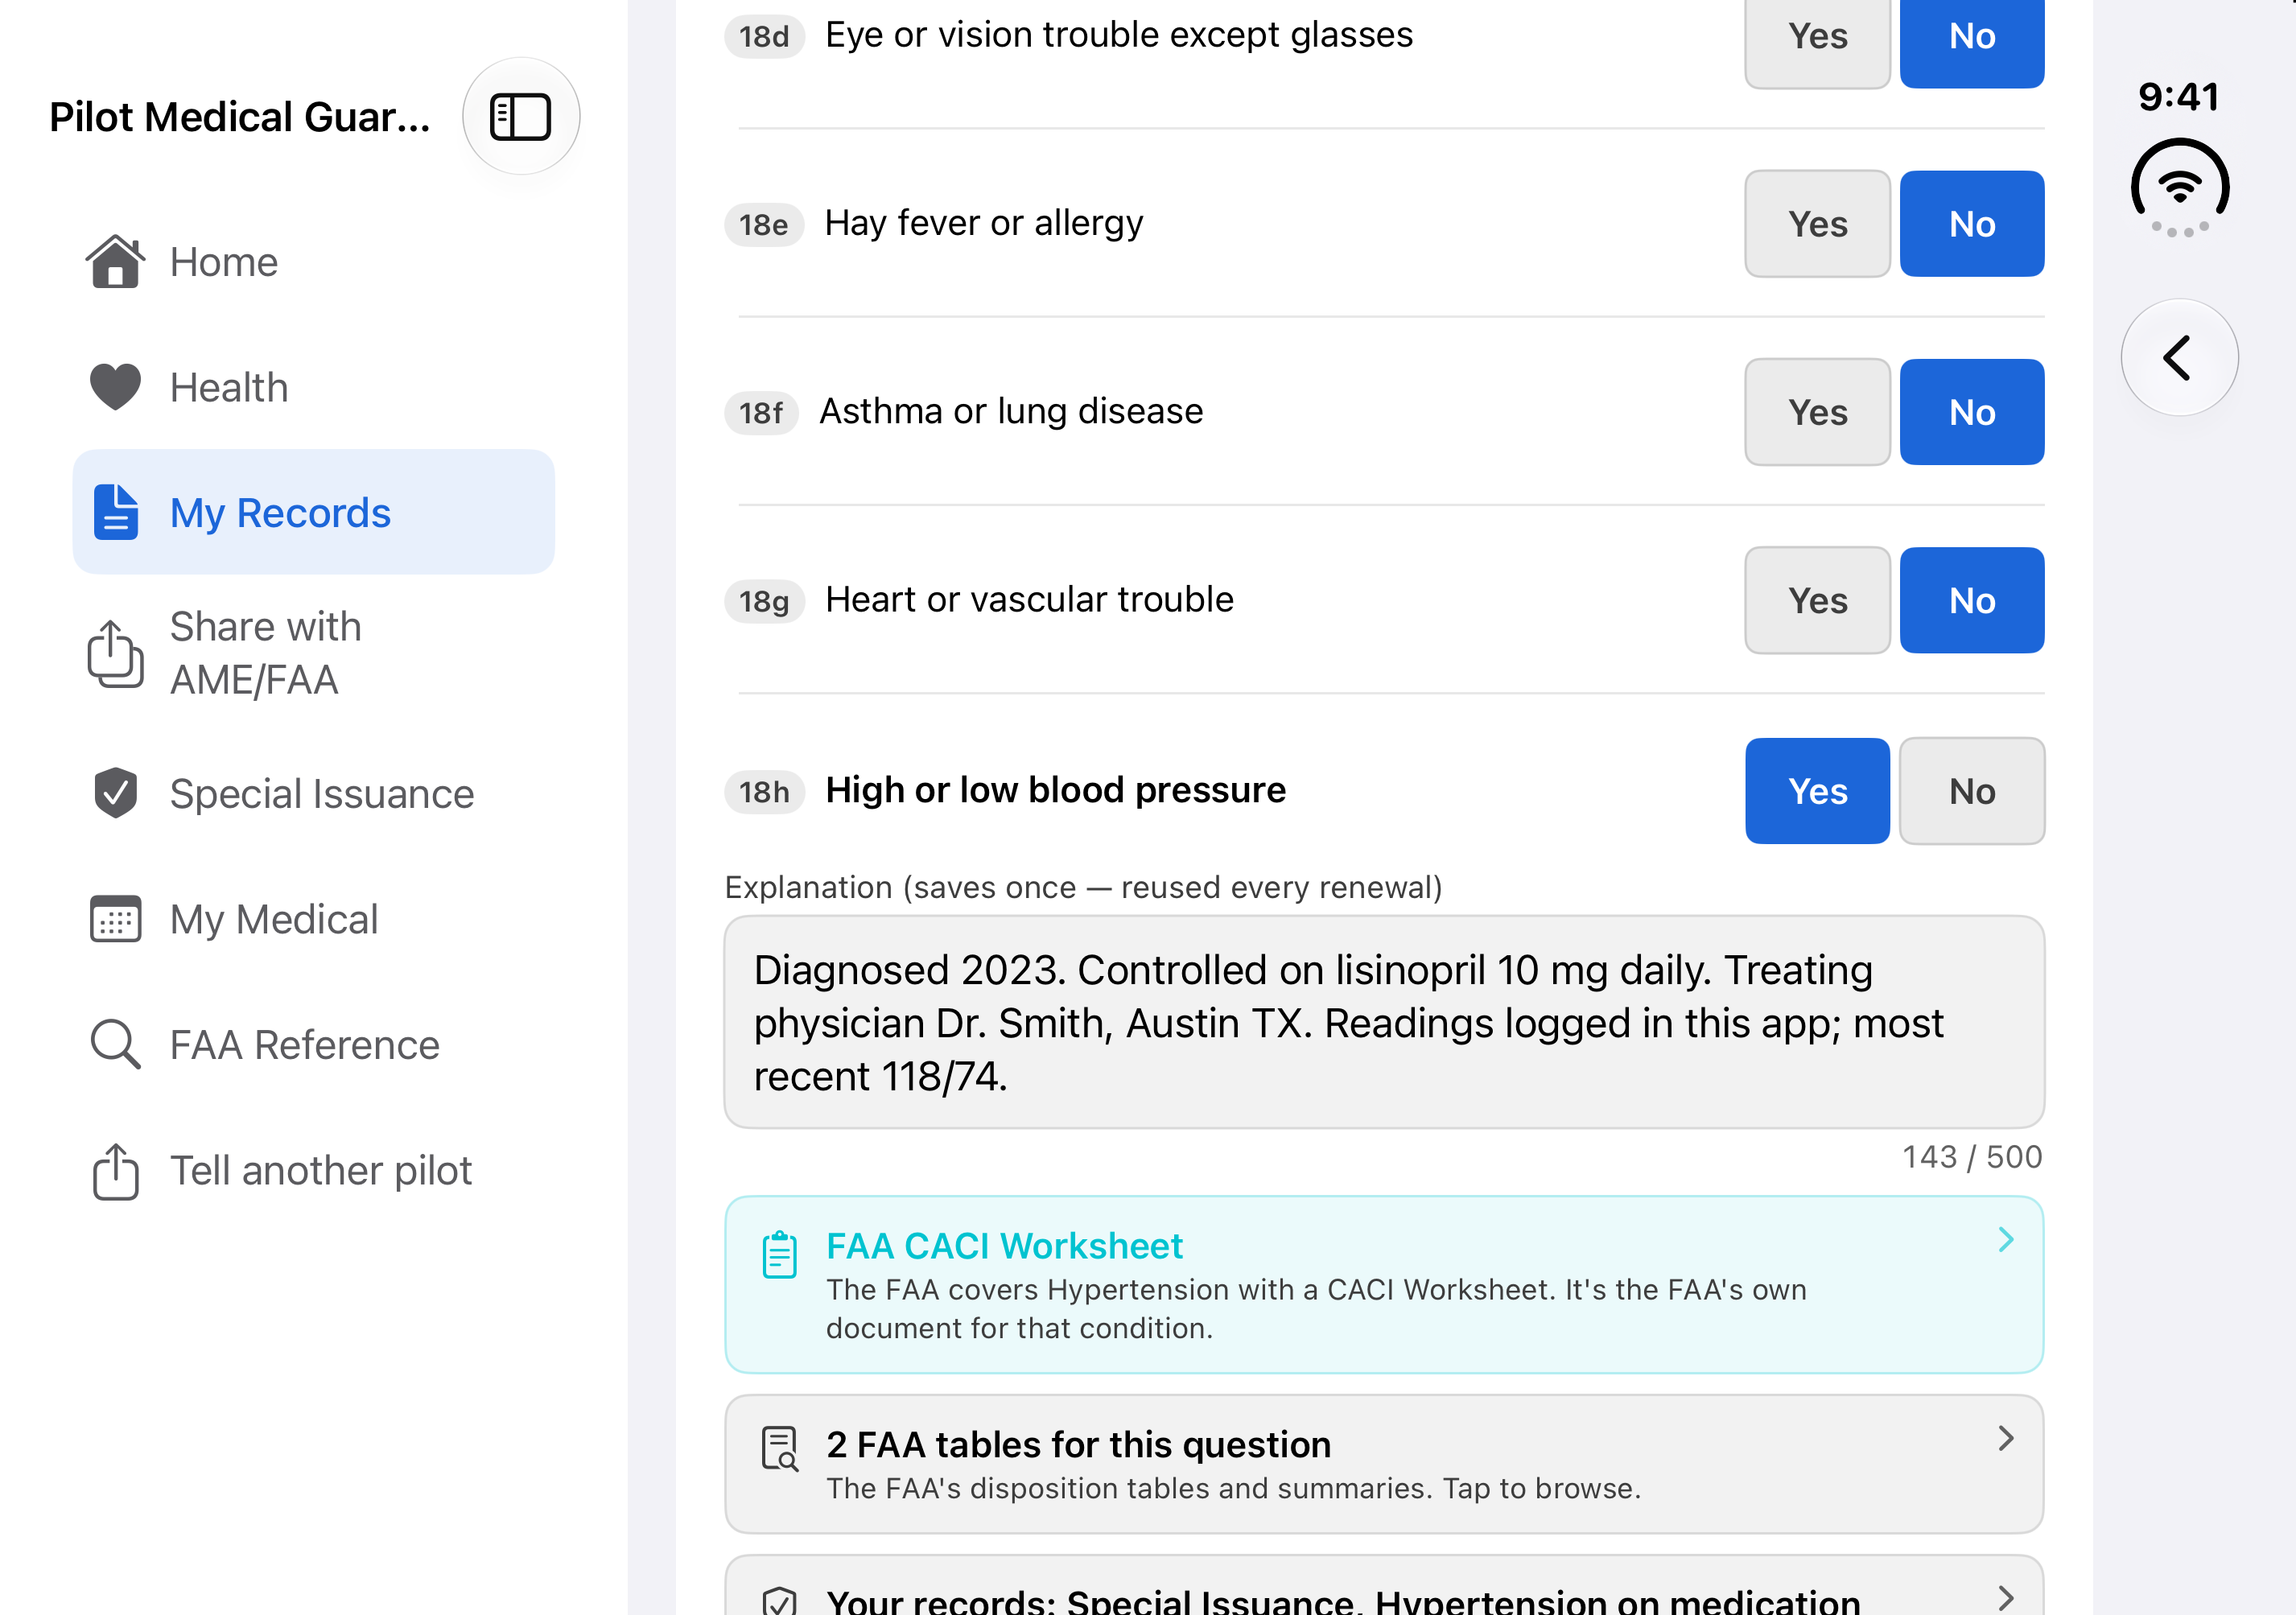 Pilot Medical Guar...
Home
Health
My Records
Share with
AME/FAA
Special Issuance
My Medical
FAA Reference
Tell another pilot
18d Eye or vision trouble except glasses Yes No
18e Hay fever or allergy Yes No
18f Asthma or lung disease Yes No
18g Heart or vascular trouble Yes No
18h High or low blood pressure Yes No
Explanation (saves once — reused every renewal)
Diagnosed 2023. Controlled on lisinopril 10 mg daily. Treating
physician Dr. Smith, Austin TX. Readings logged in this app; most
recent 118/74.
143 / 500
FAA CACI Worksheet
The FAA covers Hypertension with a CACI Worksheet. It's the FAA's own
document for that condition.
2 FAA tables for this question
The FAA's disposition tables and summaries. Tap to browse.
Your records: Special Issuance, Hypertension on medication
9:41